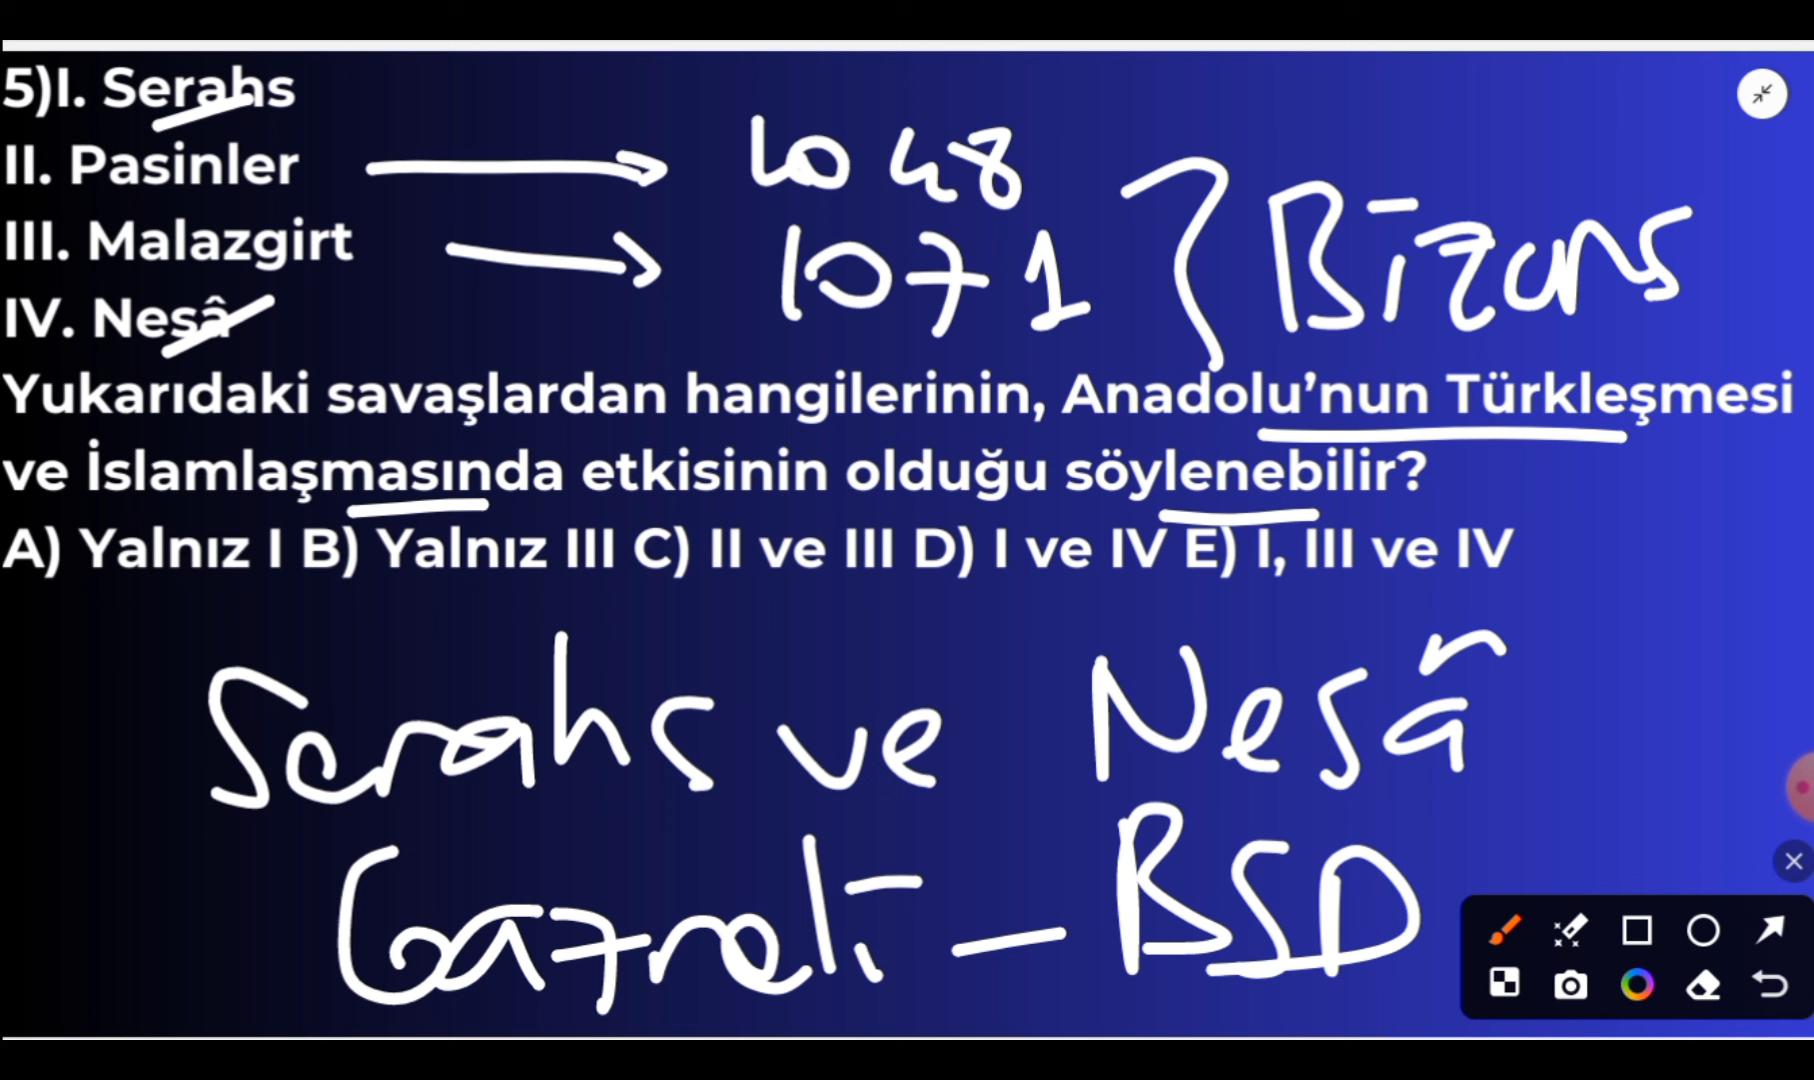 5)I. Serahs
II. Pasinler → 1048
III. Malazgirt → 1071 } Bizans
IV. Nesâ
Yukarıdaki savaşlardan hangilerinin, Anadolu'nun Türkleşmesi
ve İslamlaşmasında etkisinin olduğu söylenebilir?
A) Yalnız I B) Yalnız III C) II ve III D) I ve IV E) I, III ve IV
Serahs ve Nesâ
Gazneli - BSD